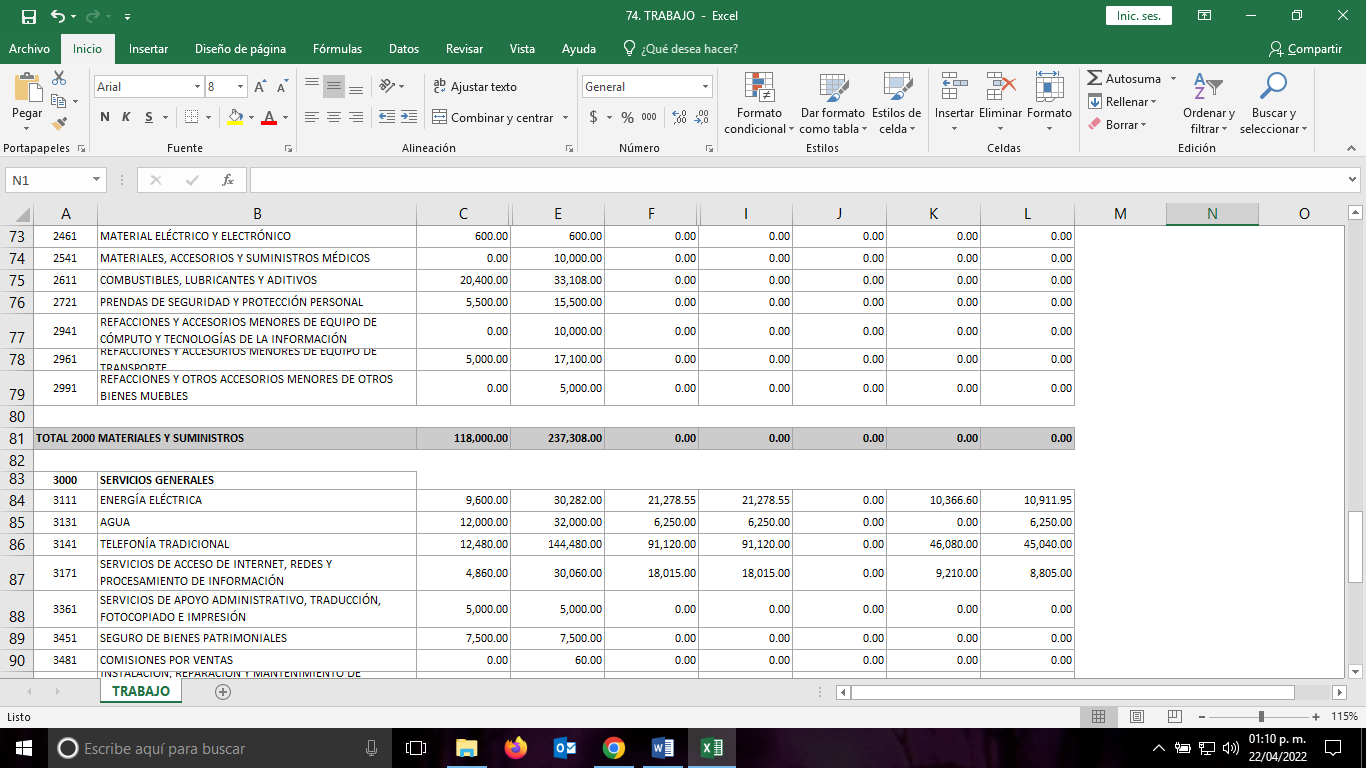 74. TRABAJO - Excel
Inic. ses.
Archivo Inicio Insertar Diseño de página Fórmulas Datos Revisar Vista Ayuda ¿Qué desea hacer? Compartir
Pegar
Portapapeles
Arial 8
N K S
Fuente
Ajustar texto
Combinar y centrar
Alineación
General
$ % 000
Número
Formato condicional
Dar formato como tabla
Estilos de celda
Estilos
Insertar Eliminar Formato
Celdas
Autosuma
Rellenar
Borrar
Ordenar y filtrar
Buscar y seleccionar
Edición
N1 fx
A B C E F I J K L M N O
73 2461 MATERIAL ELÉCTRICO Y ELECTRÓNICO 600.00 600.00 0.00 0.00 0.00 0.00 0.00
74 2541 MATERIALES, ACCESORIOS Y SUMINISTROS MÉDICOS 0.00 10,000.00 0.00 0.00 0.00 0.00 0.00
75 2611 COMBUSTIBLES, LUBRICANTES Y ADITIVOS 20,400.00 33,108.00 0.00 0.00 0.00 0.00 0.00
76 2721 PRENDAS DE SEGURIDAD Y PROTECCIÓN PERSONAL 5,500.00 15,500.00 0.00 0.00 0.00 0.00 0.00
77 2941 REFACCIONES Y ACCESORIOS MENORES DE EQUIPO DE
CÓMPUTO Y TECNOLOGÍAS DE LA INFORMACIÓN 0.00 10,000.00 0.00 0.00 0.00 0.00 0.00
78 2961 REFACCIONES Y ACCESORIOS MENORES DE EQUIPO DE
TRANSPORTE 5,000.00 17,100.00 0.00 0.00 0.00 0.00 0.00
79 2991 REFACCIONES Y OTROS ACCESORIOS MENORES DE OTROS
BIENES MUEBLES 0.00 5,000.00 0.00 0.00 0.00 0.00 0.00
80
81 TOTAL 2000 MATERIALES Y SUMINISTROS 118,000.00 237,308.00 0.00 0.00 0.00 0.00 0.00
82
83 3000 SERVICIOS GENERALES
84 3111 ENERGÍA ELÉCTRICA 9,600.00 30,282.00 21,278.55 21,278.55 0.00 10,366.60 10,911.95
85 3131 AGUA 12,000.00 32,000.00 6,250.00 6,250.00 0.00 0.00 6,250.00
86 3141 TELEFONÍA TRADICIONAL 12,480.00 144,480.00 91,120.00 91,120.00 0.00 46,080.00 45,040.00
87 3171 SERVICIOS DE ACCESO DE INTERNET, REDES Y
PROCESAMIENTO DE INFORMACIÓN 4,860.00 30,060.00 18,015.00 18,015.00 0.00 9,210.00 8,805.00
88 3361 SERVICIOS DE APOYO ADMINISTRATIVO, TRADUCCIÓN,
FOTOCOPIADO E IMPRESIÓN 5,000.00 5,000.00 0.00 0.00 0.00 0.00 0.00
89 3451 SEGURO DE BIENES PATRIMONIALES 7,500.00 7,500.00 0.00 0.00 0.00 0.00 0.00
90 3481 COMISIONES POR VENTAS 0.00 60.00 0.00 0.00 0.00 0.00 0.00
INSTALACIÓN, REPARACIÓN Y MANTENIMIENTO DE
TRABAJO
Listo 115%
Escribe aquí para buscar
01:10 p. m.
22/04/2022